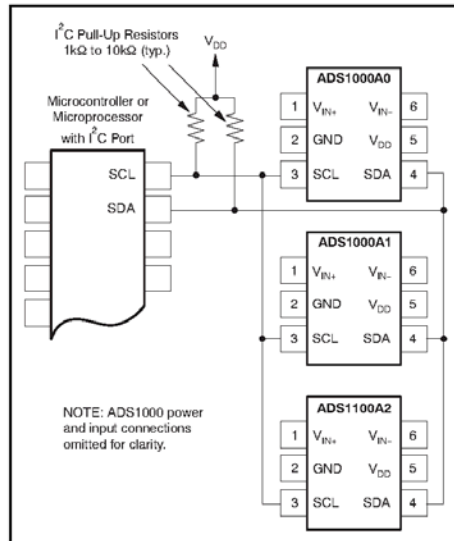 I²C Pull-Up Resistors
1kΩ to 10kΩ (typ.)
V_DD
Microcontroller or
Microprocessor
with I²C Port
SCL
SDA
ADS1000A0
1 V_IN+ V_IN– 6
2 GND V_DD 5
3 SCL SDA 4
ADS1000A1
1 V_IN+ V_IN– 6
2 GND V_DD 5
3 SCL SDA 4
NOTE: ADS1000 power
and input connections
omitted for clarity.
ADS1100A2
1 V_IN+ V_IN– 6
2 GND V_DD 5
3 SCL SDA 4